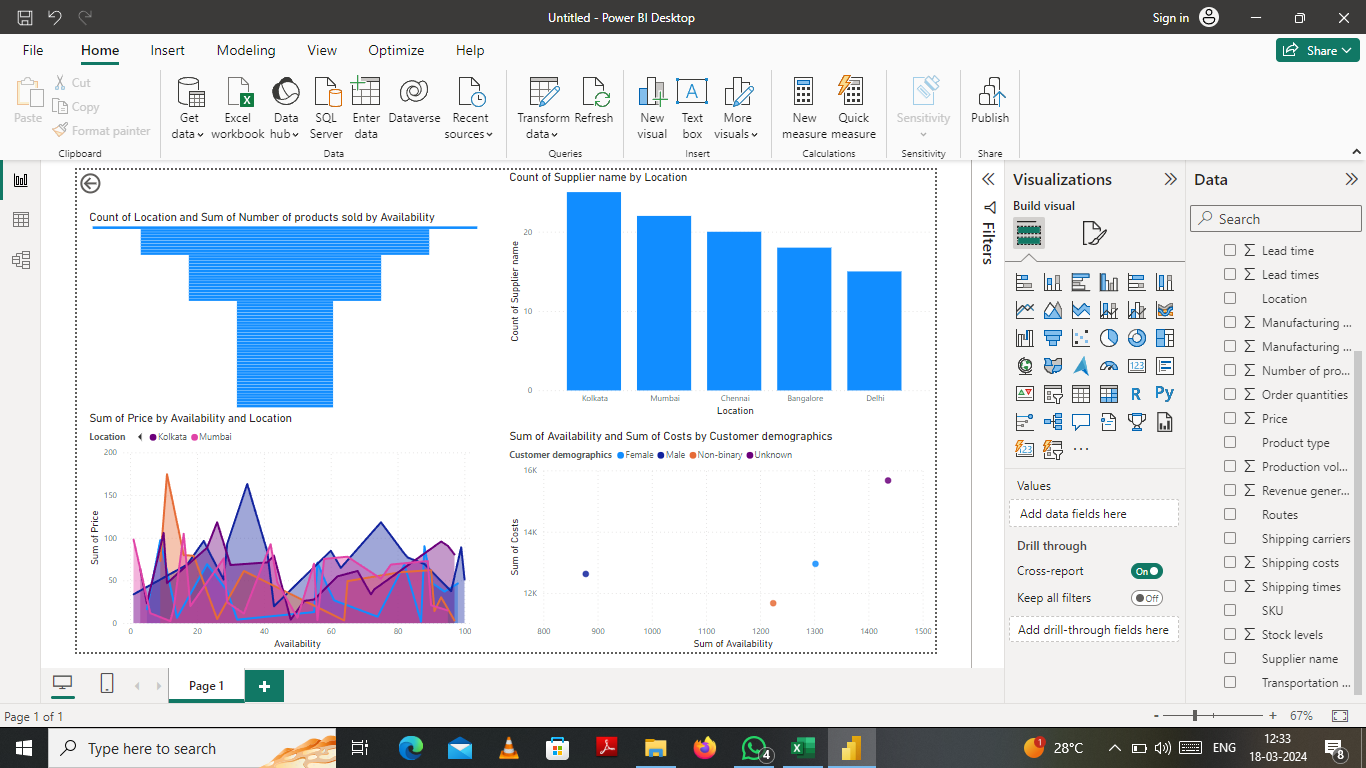 Untitled - Power BI Desktop
Sign in
File Home Insert Modeling View Optimize Help
Share
Paste
Cut
Copy
Format painter
Clipboard
Get data
Excel workbook
Data hub
SQL Server
Enter data
Dataverse
Recent sources
Data
Transform data
Refresh
Queries
New visual
Text box
More visuals
Insert
New measure
Quick measure
Calculations
Sensitivity
Sensitivity
Publish
Share
Count of Location and Sum of Number of products sold by Availability
Count of Supplier name by Location
Count of Supplier name
20
10
0
Kolkata Mumbai Chennai Bangalore Delhi
Location
Sum of Price by Availability and Location
Location Kolkata Mumbai
Sum of Price
200
150
100
50
0
0 20 40 60 80 100
Availability
Sum of Availability and Sum of Costs by Customer demographics
Customer demographics Female Male Non-binary Unknown
Sum of Costs
16K
14K
12K
800 900 1000 1100 1200 1300 1400 1500
Sum of Availability
Filters
Visualizations
Build visual
123
R
Py
123
...
Values
Add data fields here
Drill through
Cross-report
On
Keep all filters
Off
Add drill-through fields here
Data
Search
Lead time
Lead times
Location
Manufacturing ...
Manufacturing ...
Number of pro...
Order quantities
Price
Product type
Production vol...
Revenue gener...
Routes
Shipping carriers
Shipping costs
Shipping times
SKU
Stock levels
Supplier name
Transportation ...
Page 1
Page 1 of 1
- + 67%
Type here to search
4
1
28°C
ENG
12:33
18-03-2024
8